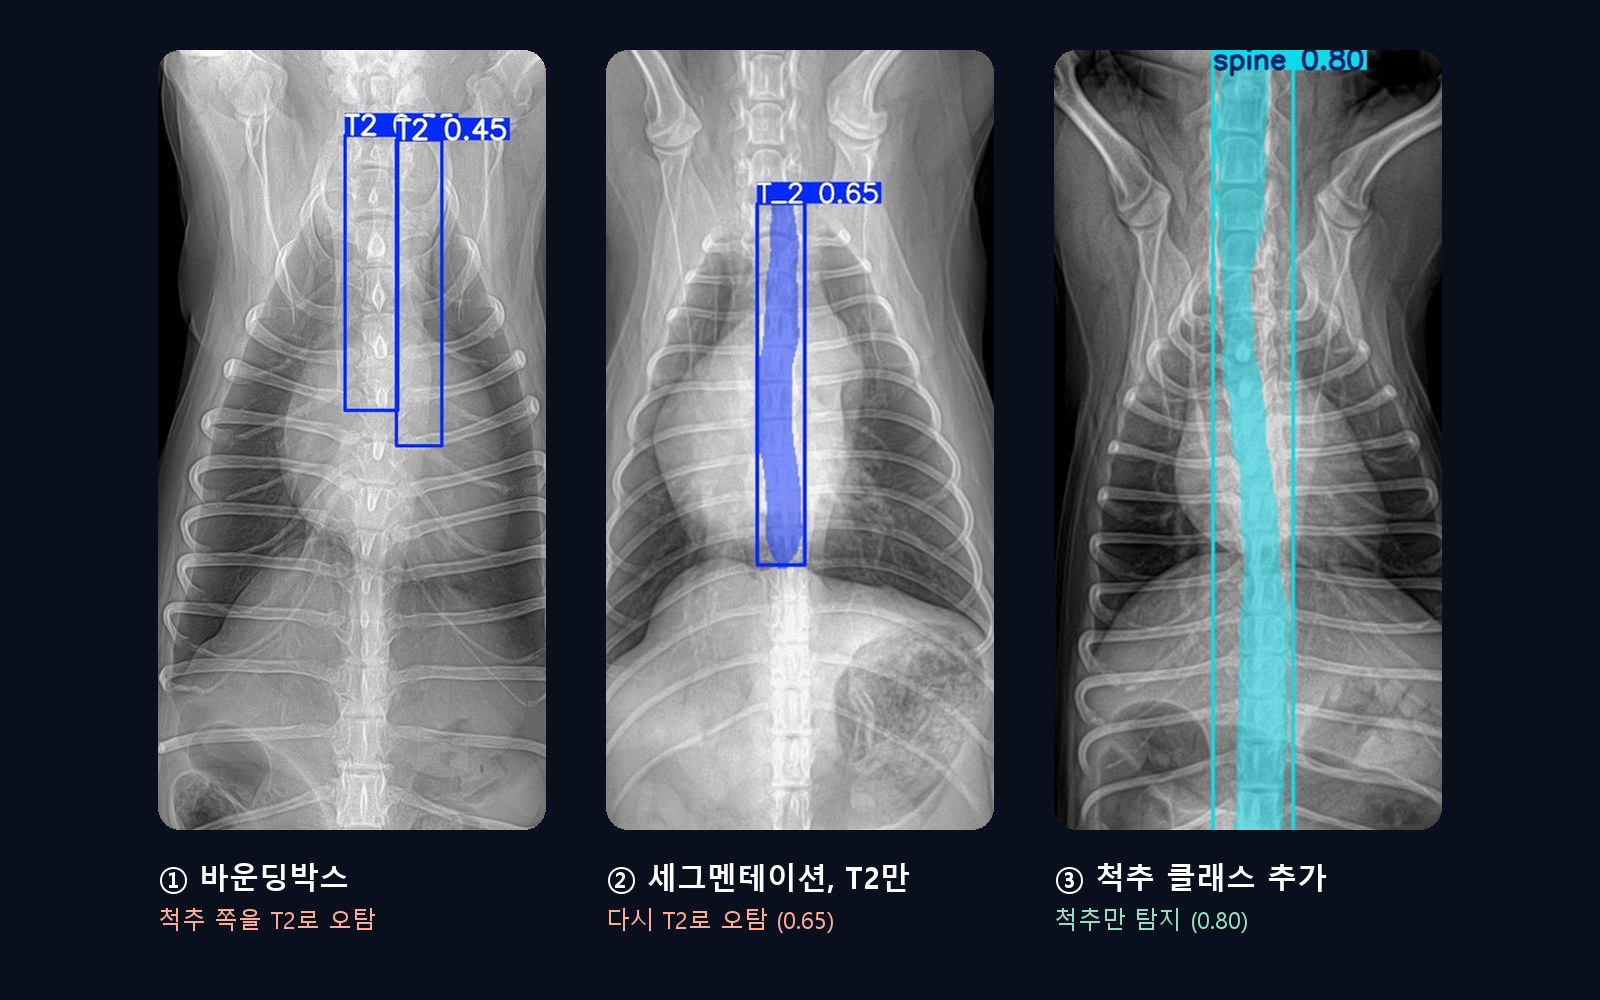 T2
T2 0.45
T_2 0.65
spine 0.80
① 바운딩박스
척추 쪽을 T2로 오탐
② 세그멘테이션, T2만
다시 T2로 오탐 (0.65)
③ 척추 클래스 추가
척추만 탐지 (0.80)